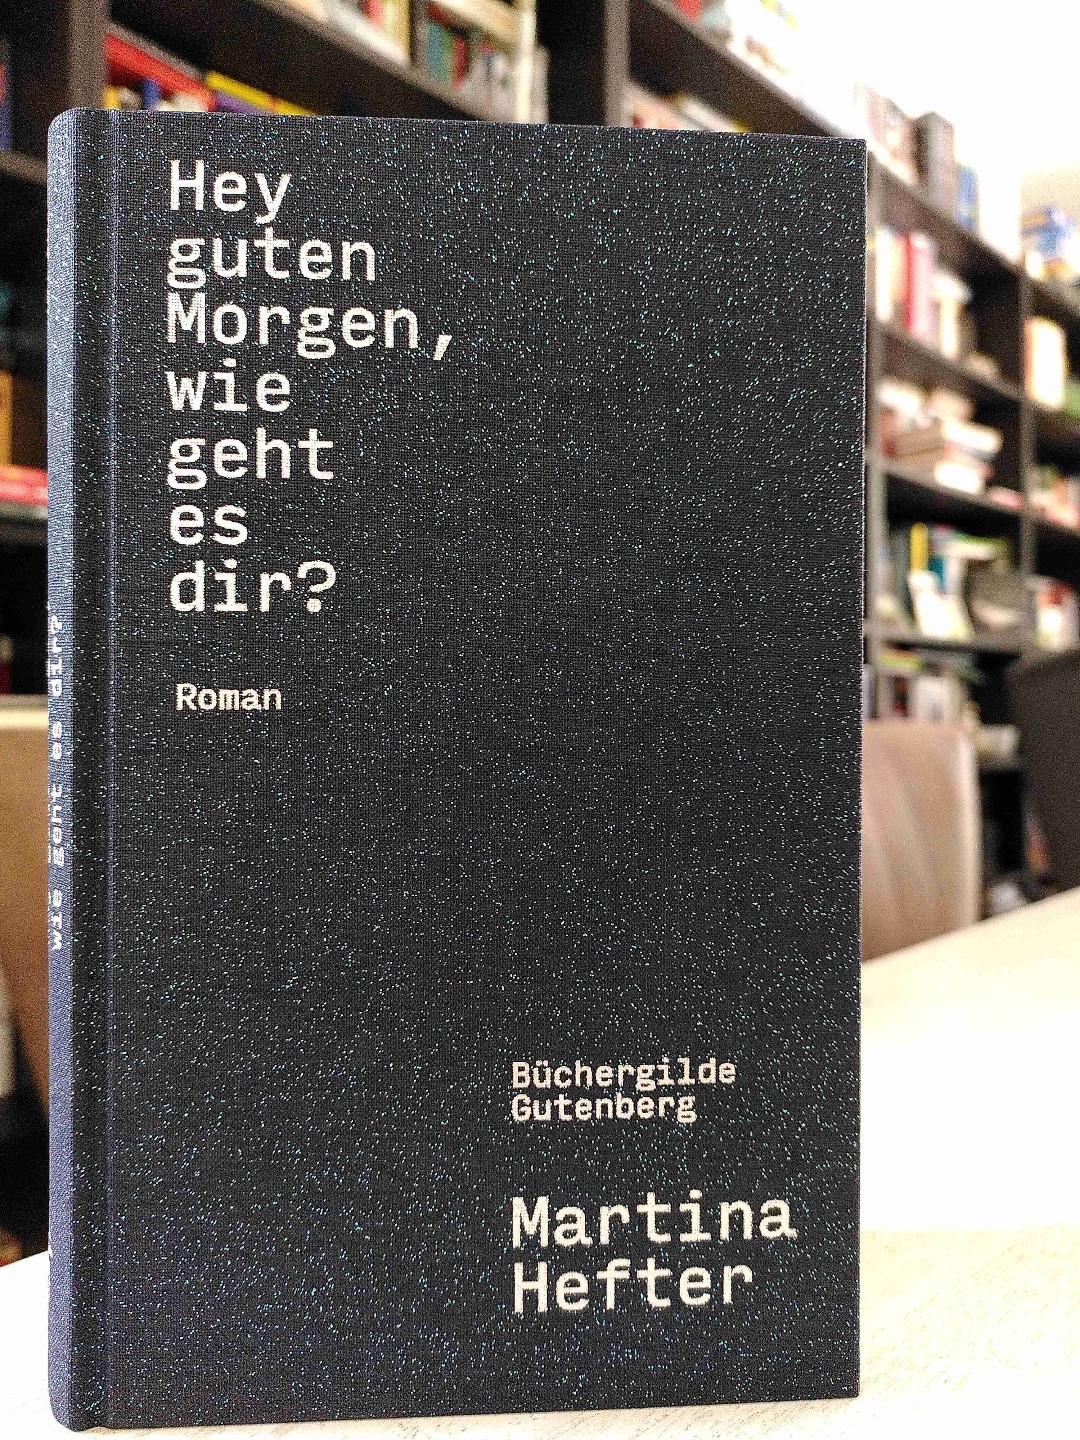 Hey
guten
Morgen,
wie
geht
es
dir?
Roman
Büchergilde
Gutenberg
Martina
Hefter
wie geht es dir?